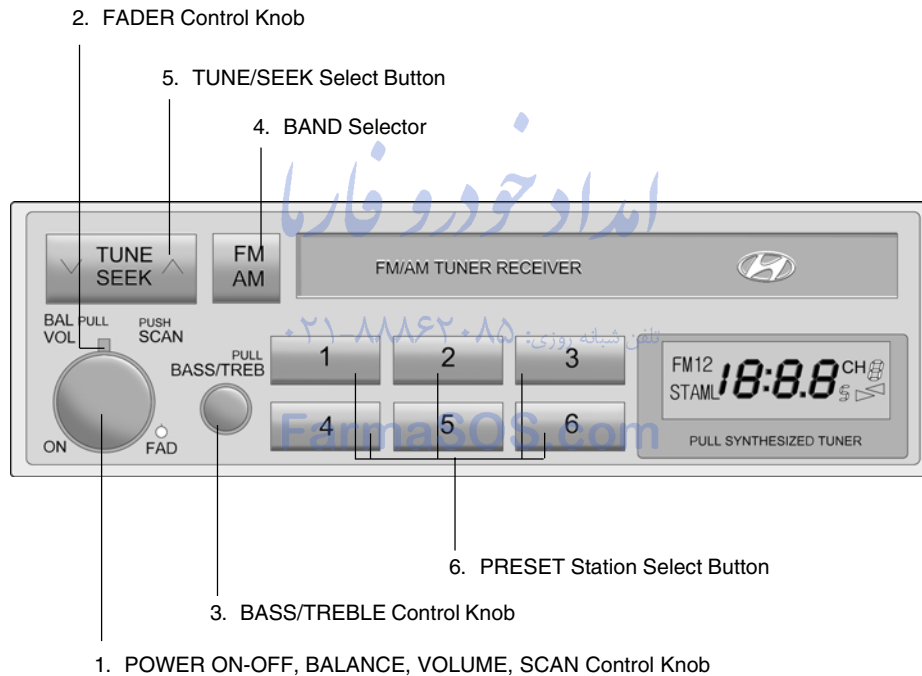 2. FADER Control Knob
5. TUNE/SEEK Select Button
4. BAND Selector
امداد خودرو فارما
TUNE
SEEK
FM
AM
FM/AM TUNER RECEIVER
BAL PULL
VOL
PUSH
SCAN
تلفن شبانه روزی: ۰۲۱-۸۸۸۶۲۰۸۵
PULL
BASS/TREB
1 2 3
FM12 18:8.8 CH 8
STAML S
4 5 6
FarmaSOS.com
ON FAD
PULL SYNTHESIZED TUNER
6. PRESET Station Select Button
3. BASS/TREBLE Control Knob
1. POWER ON-OFF, BALANCE, VOLUME, SCAN Control Knob